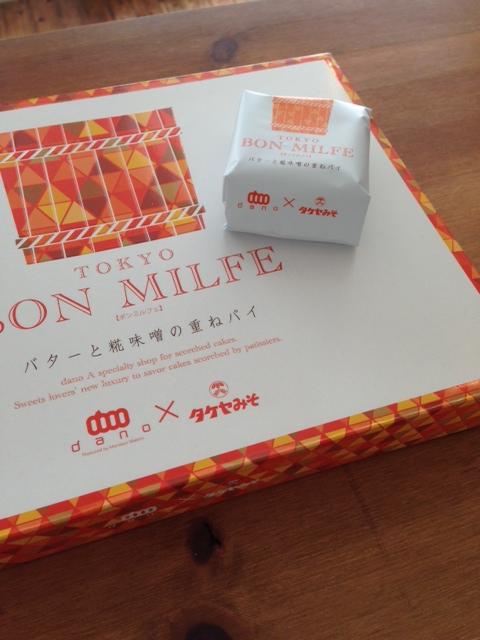 TOKYO
BON MILFE
【ボンミルフェ】
バターと糀味噌の重ねパイ
dano A specialty shop for scorched cakes.
Sweets lovers' new luxury to savor cakes scorched by patissiers.
dano × タケヤみそ
TOKYO
BON MILFE
バターと糀味噌の重ねパイ
dano × タケヤみそ